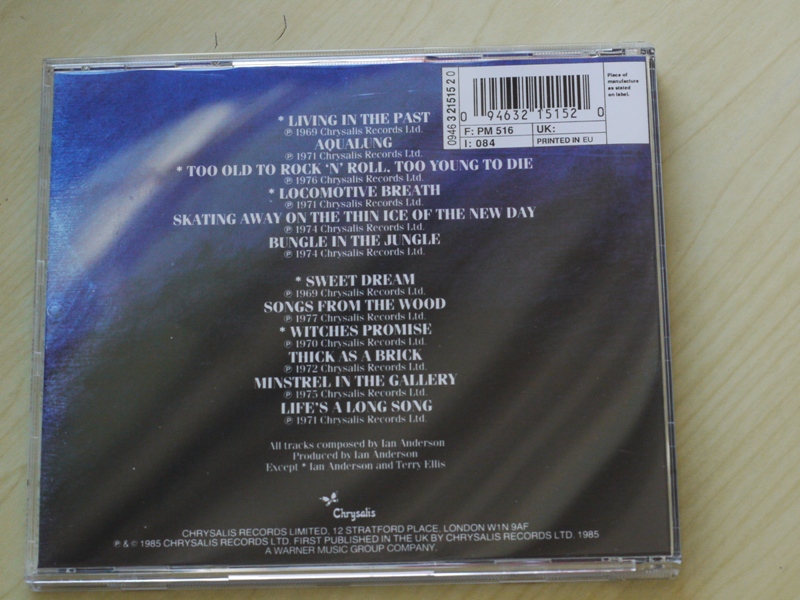 * LIVING IN THE PAST
℗ 1969 Chrysalis Records Ltd.
AQUALUNG
℗ 1971 Chrysalis Records Ltd.
* TOO OLD TO ROCK 'N' ROLL, TOO YOUNG TO DIE
℗ 1976 Chrysalis Records Ltd.
* LOCOMOTIVE BREATH
℗ 1971 Chrysalis Records Ltd.
SKATING AWAY ON THE THIN ICE OF THE NEW DAY
℗ 1974 Chrysalis Records Ltd.
BUNGLE IN THE JUNGLE
℗ 1974 Chrysalis Records Ltd.
* SWEET DREAM
℗ 1969 Chrysalis Records Ltd.
SONGS FROM THE WOOD
℗ 1977 Chrysalis Records Ltd.
* WITCHES PROMISE
℗ 1970 Chrysalis Records Ltd.
THICK AS A BRICK
℗ 1972 Chrysalis Records Ltd.
MINSTREL IN THE GALLERY
℗ 1975 Chrysalis Records Ltd.
LIFE'S A LONG SONG
℗ 1971 Chrysalis Records Ltd.
All tracks composed by Ian Anderson
Produced by Ian Anderson
Except * Ian Anderson and Terry Ellis
Chrysalis
CHRYSALIS RECORDS LIMITED, 12 STRATFORD PLACE, LONDON W1N 9AF
℗ & © 1985 CHRYSALIS RECORDS LTD. FIRST PUBLISHED IN THE UK BY CHRYSALIS RECORDS LTD. 1985
A WARNER MUSIC GROUP COMPANY.
0946 3 21515 2 0
0 94632 15152 0
F: PM 516
UK:
I: 084
PRINTED IN EU
Place of
manufacture
as stated
on label.